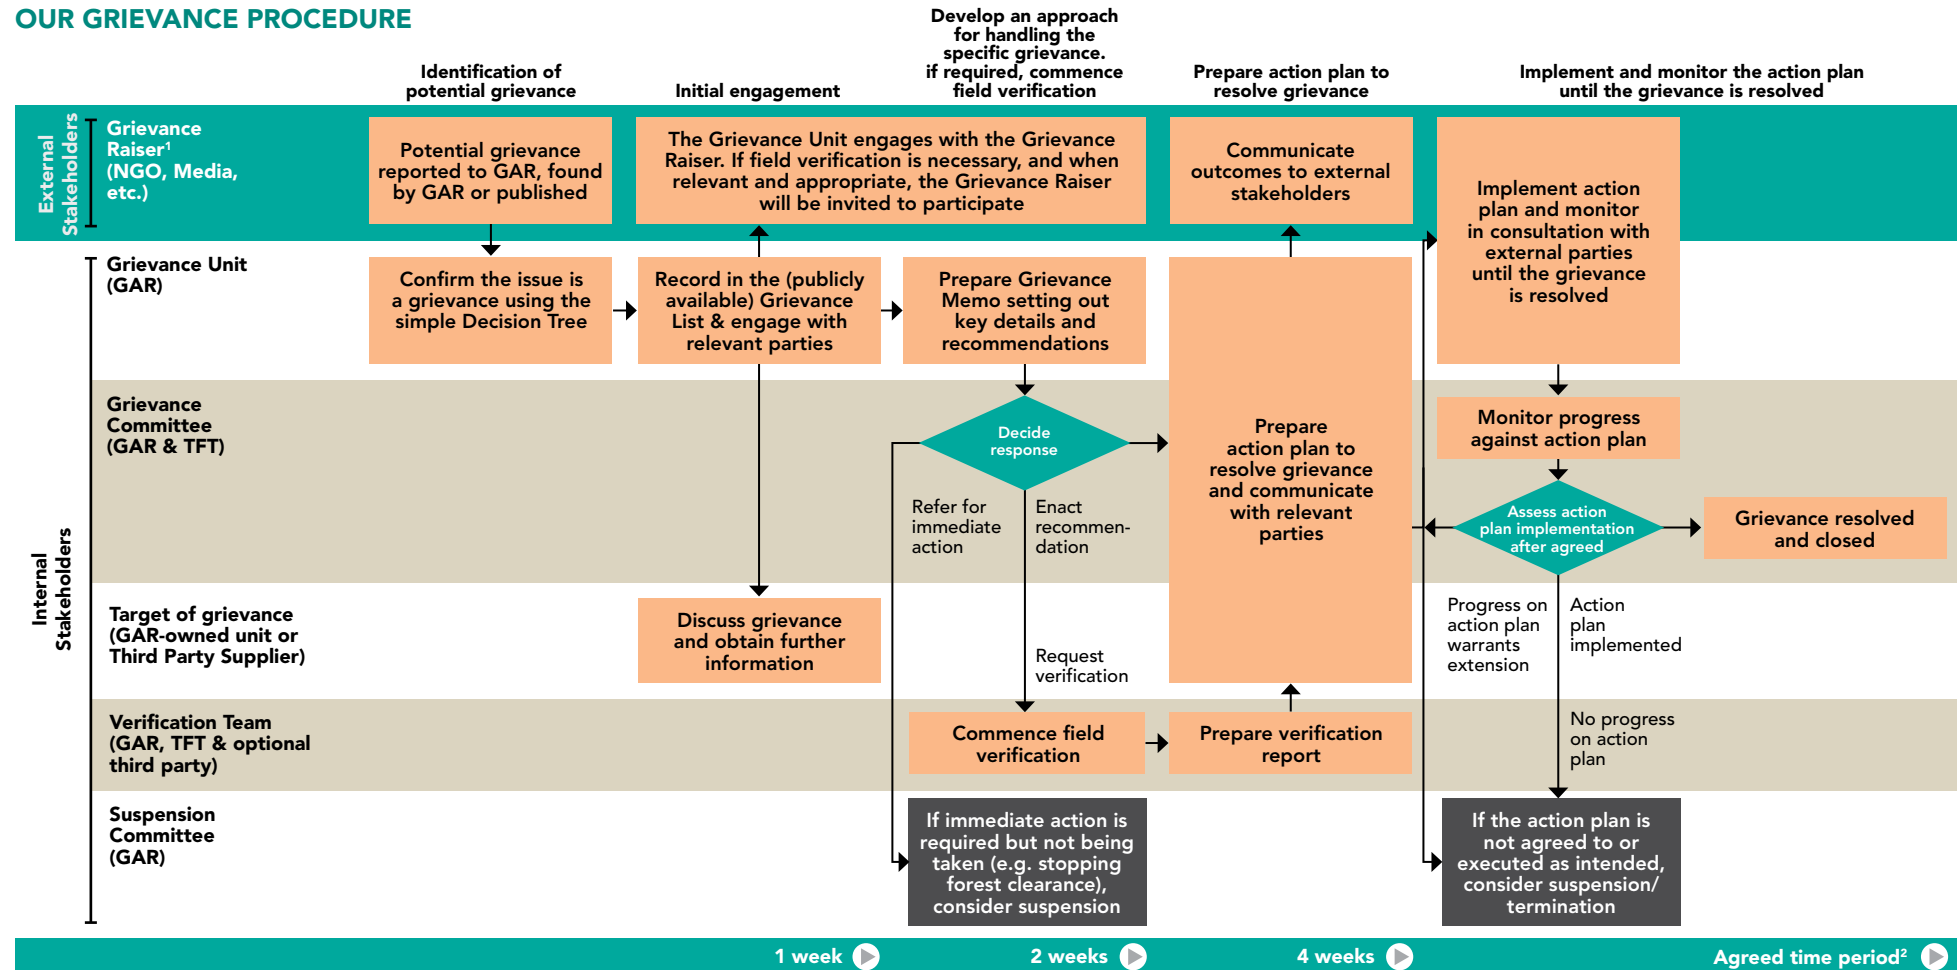 OUR GRIEVANCE PROCEDURE
Identification of
potential grievance
Initial engagement
Develop an approach
for handling the
specific grievance.
if required, commence
field verification
Prepare action plan to
resolve grievance
Implement and monitor the action plan
until the grievance is resolved
External
Stakeholders
Grievance
Raiser¹
(NGO, Media,
etc.)
Potential grievance
reported to GAR, found
by GAR or published
The Grievance Unit engages with the Grievance
Raiser. If field verification is necessary, and when
relevant and appropriate, the Grievance Raiser
will be invited to participate
Communicate
outcomes to external
stakeholders
Implement action
plan and monitor
in consultation with
external parties
until the grievance
is resolved
Internal
Stakeholders
Grievance Unit
(GAR)
Confirm the issue is
a grievance using the
simple Decision Tree
Record in the (publicly
available) Grievance
List & engage with
relevant parties
Prepare Grievance
Memo setting out
key details and
recommendations
Grievance
Committee
(GAR & TFT)
Decide
response
Refer for
immediate
action
Enact
recommen-
dation
Prepare
action plan to
resolve grievance
and communicate
with relevant
parties
Monitor progress
against action plan
Assess action
plan implementation
after agreed
Grievance resolved
and closed
Target of grievance
(GAR-owned unit or
Third Party Supplier)
Discuss grievance
and obtain further
information
Request
verification
Progress on
action plan
warrants
extension
Action
plan
implemented
Verification Team
(GAR, TFT & optional
third party)
Commence field
verification
Prepare verification
report
No progress
on action
plan
Suspension
Committee
(GAR)
If immediate action is
required but not being
taken (e.g. stopping
forest clearance),
consider suspension
If the action plan is
not agreed to or
executed as intended,
consider suspension/
termination
1 week
2 weeks
4 weeks
Agreed time period²